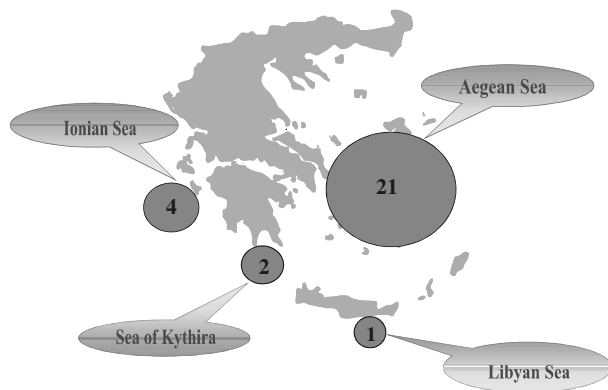 Aegean Sea
Ionian Sea
21
4
2
1
Sea of Kythira
Libyan Sea